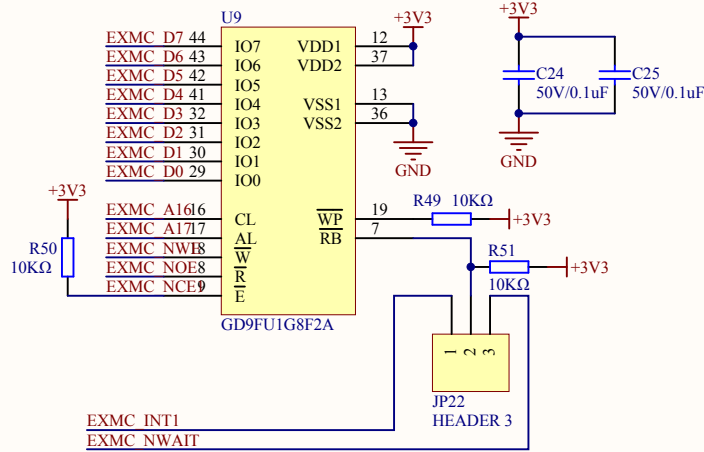 U9
EXMC_D7 44 IO7 VDD1 12 +3V3
EXMC_D6 43 IO6 VDD2 37
EXMC_D5 42 IO5
EXMC_D4 41 IO4 VSS1 13
EXMC_D3 32 IO3 VSS2 36
EXMC_D2 31 IO2
EXMC_D1 30 IO1 GND
EXMC_D0 29 IO0
+3V3
C24
50V/0.1uF
C25
50V/0.1uF
GND
+3V3
R50
10KΩ
EXMC_A16 16 CL WP 19 R49 10KΩ +3V3
EXMC_A17 17 AL RB 7
EXMC_NWE 18 W
EXMC_NOE 8 R
EXMC_NCE1 9 E
R51
10KΩ
+3V3
GD9FU1G8F2A
1 2 3
JP22
HEADER 3
EXMC_INT1
EXMC_NWAIT